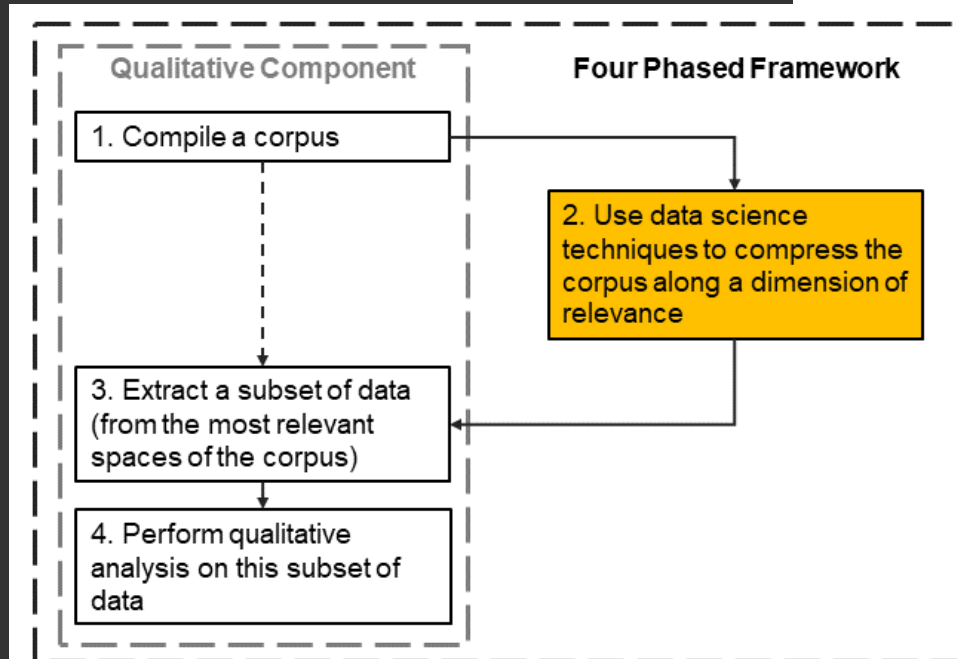 Qualitative Component
Four Phased Framework
1. Compile a corpus
2. Use data science
techniques to compress the
corpus along a dimension of
relevance
3. Extract a subset of data
(from the most relevant
spaces of the corpus)
4. Perform qualitative
analysis on this subset of
data